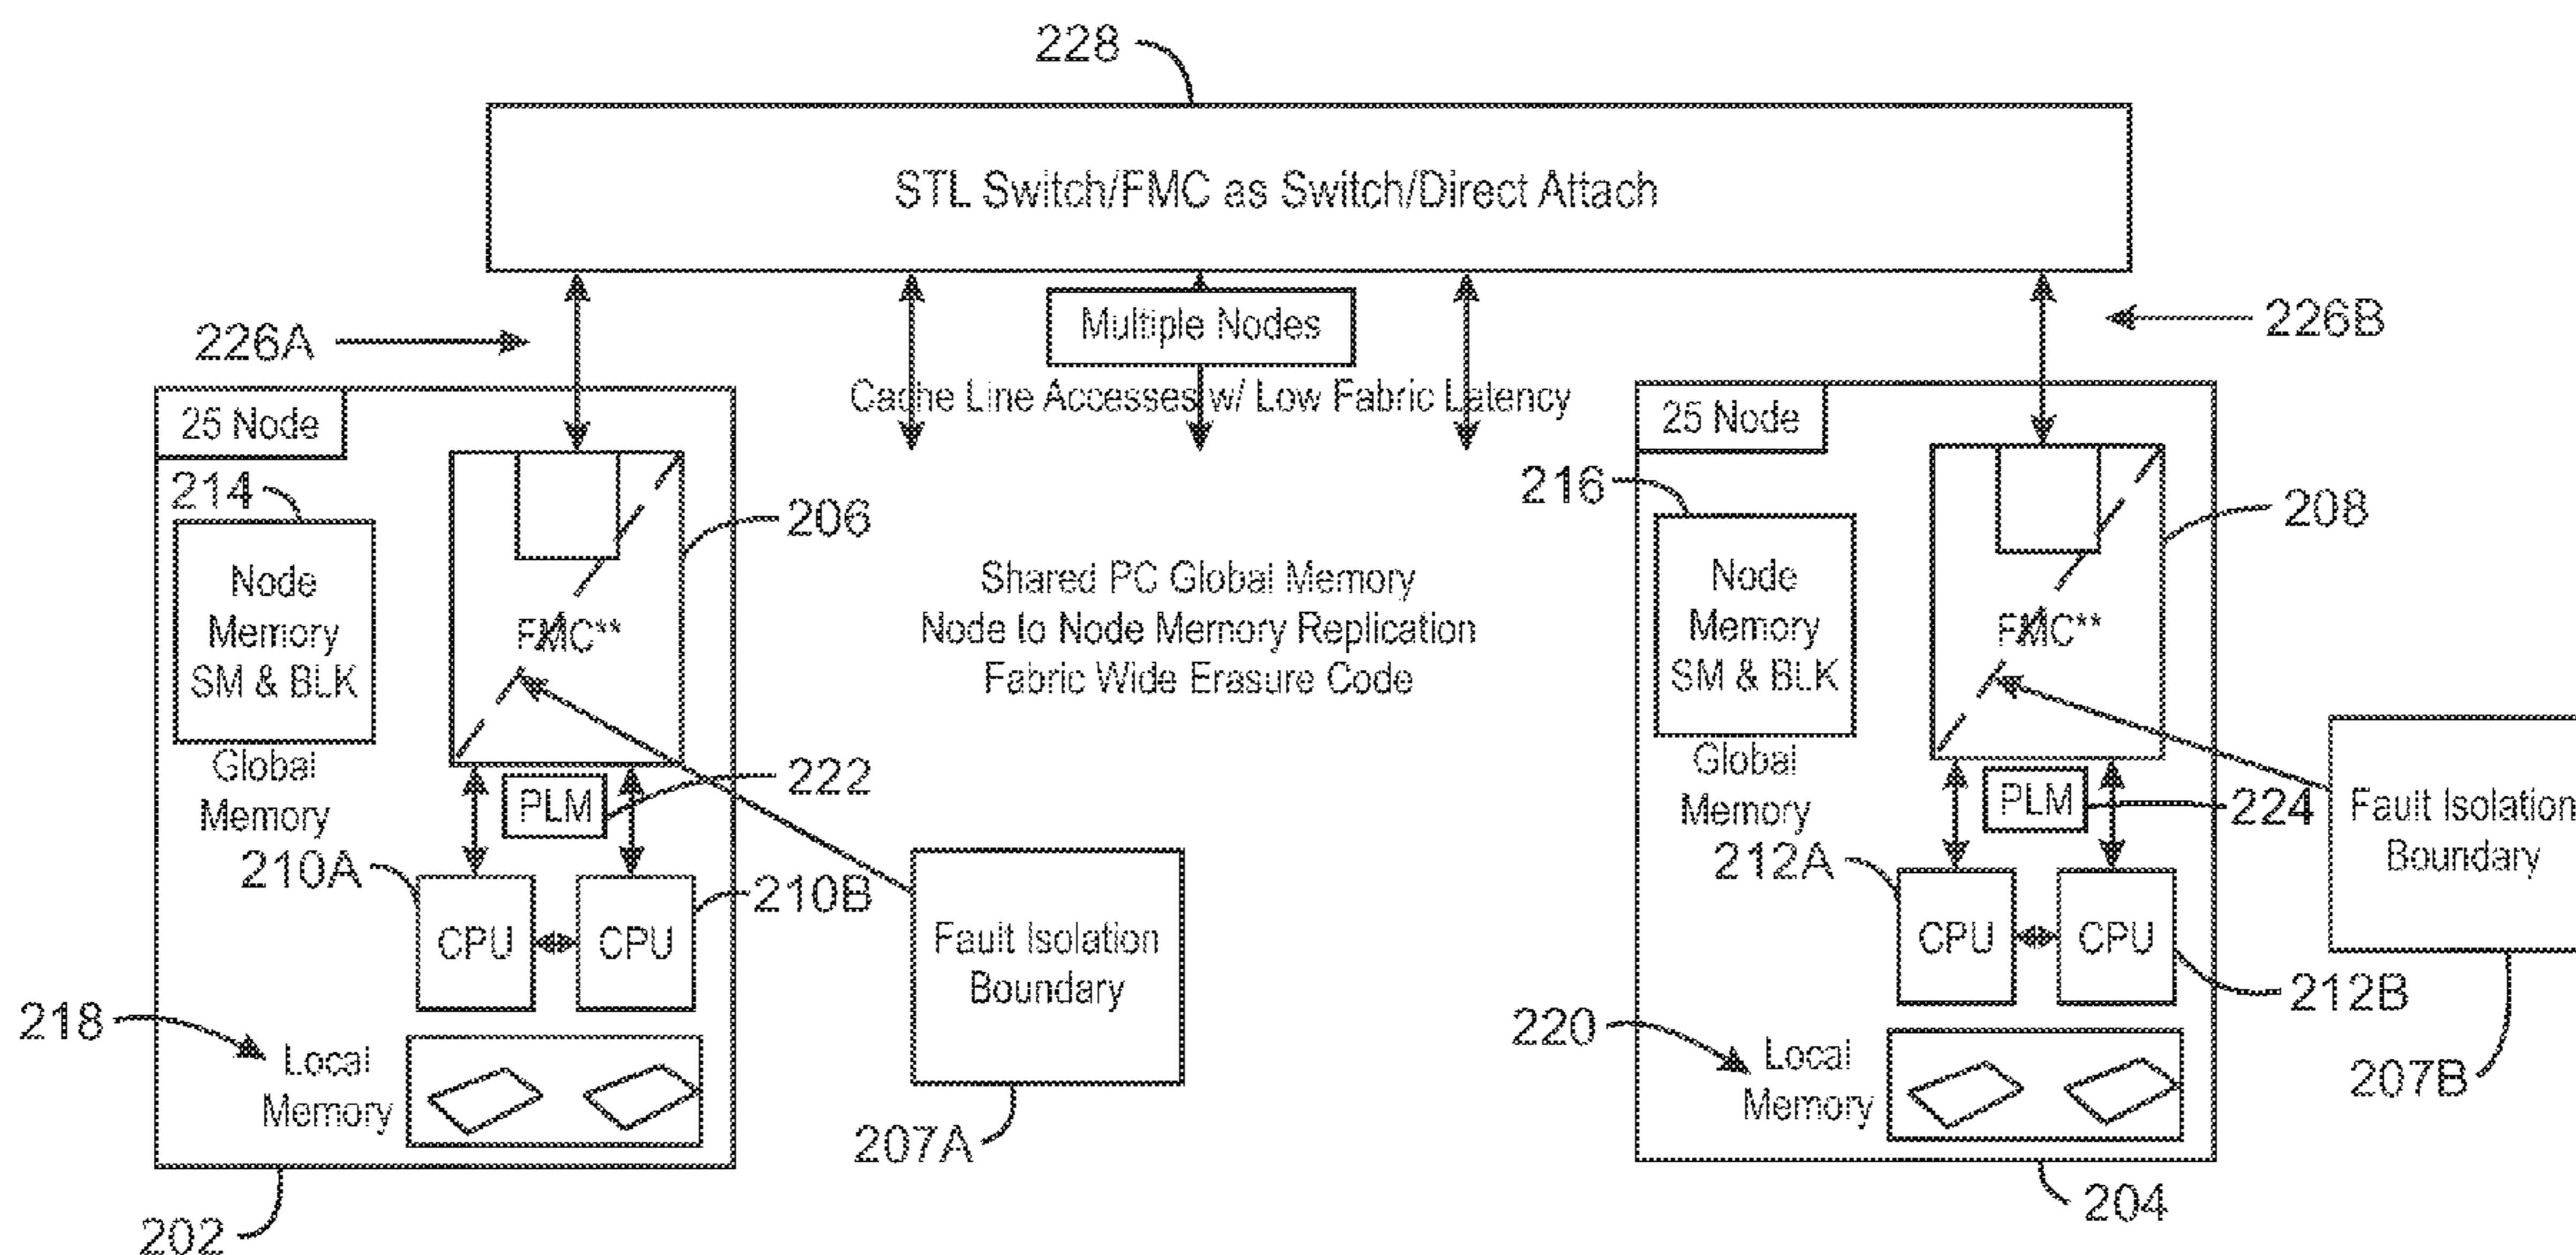 228
STL Switch/FMC as Switch/Direct Attach
226A
Multiple Nodes
226B
Cache Line Accesses w/ Low Fabric Latency
25 Node
214
Node
Memory
SM & BLK
Global
Memory
206
FMC**
222
PLM
210A
210B
CPU
CPU
218
Local
Memory
202
Shared PC Global Memory
Node to Node Memory Replication
Fabric Wide Erasure Code
Fault Isolation
Boundary
207A
25 Node
216
Node
Memory
SM & BLK
Global
Memory
208
FMC**
PLM
224
212A
212B
CPU
CPU
220
Local
Memory
204
Fault Isolation
Boundary
207B